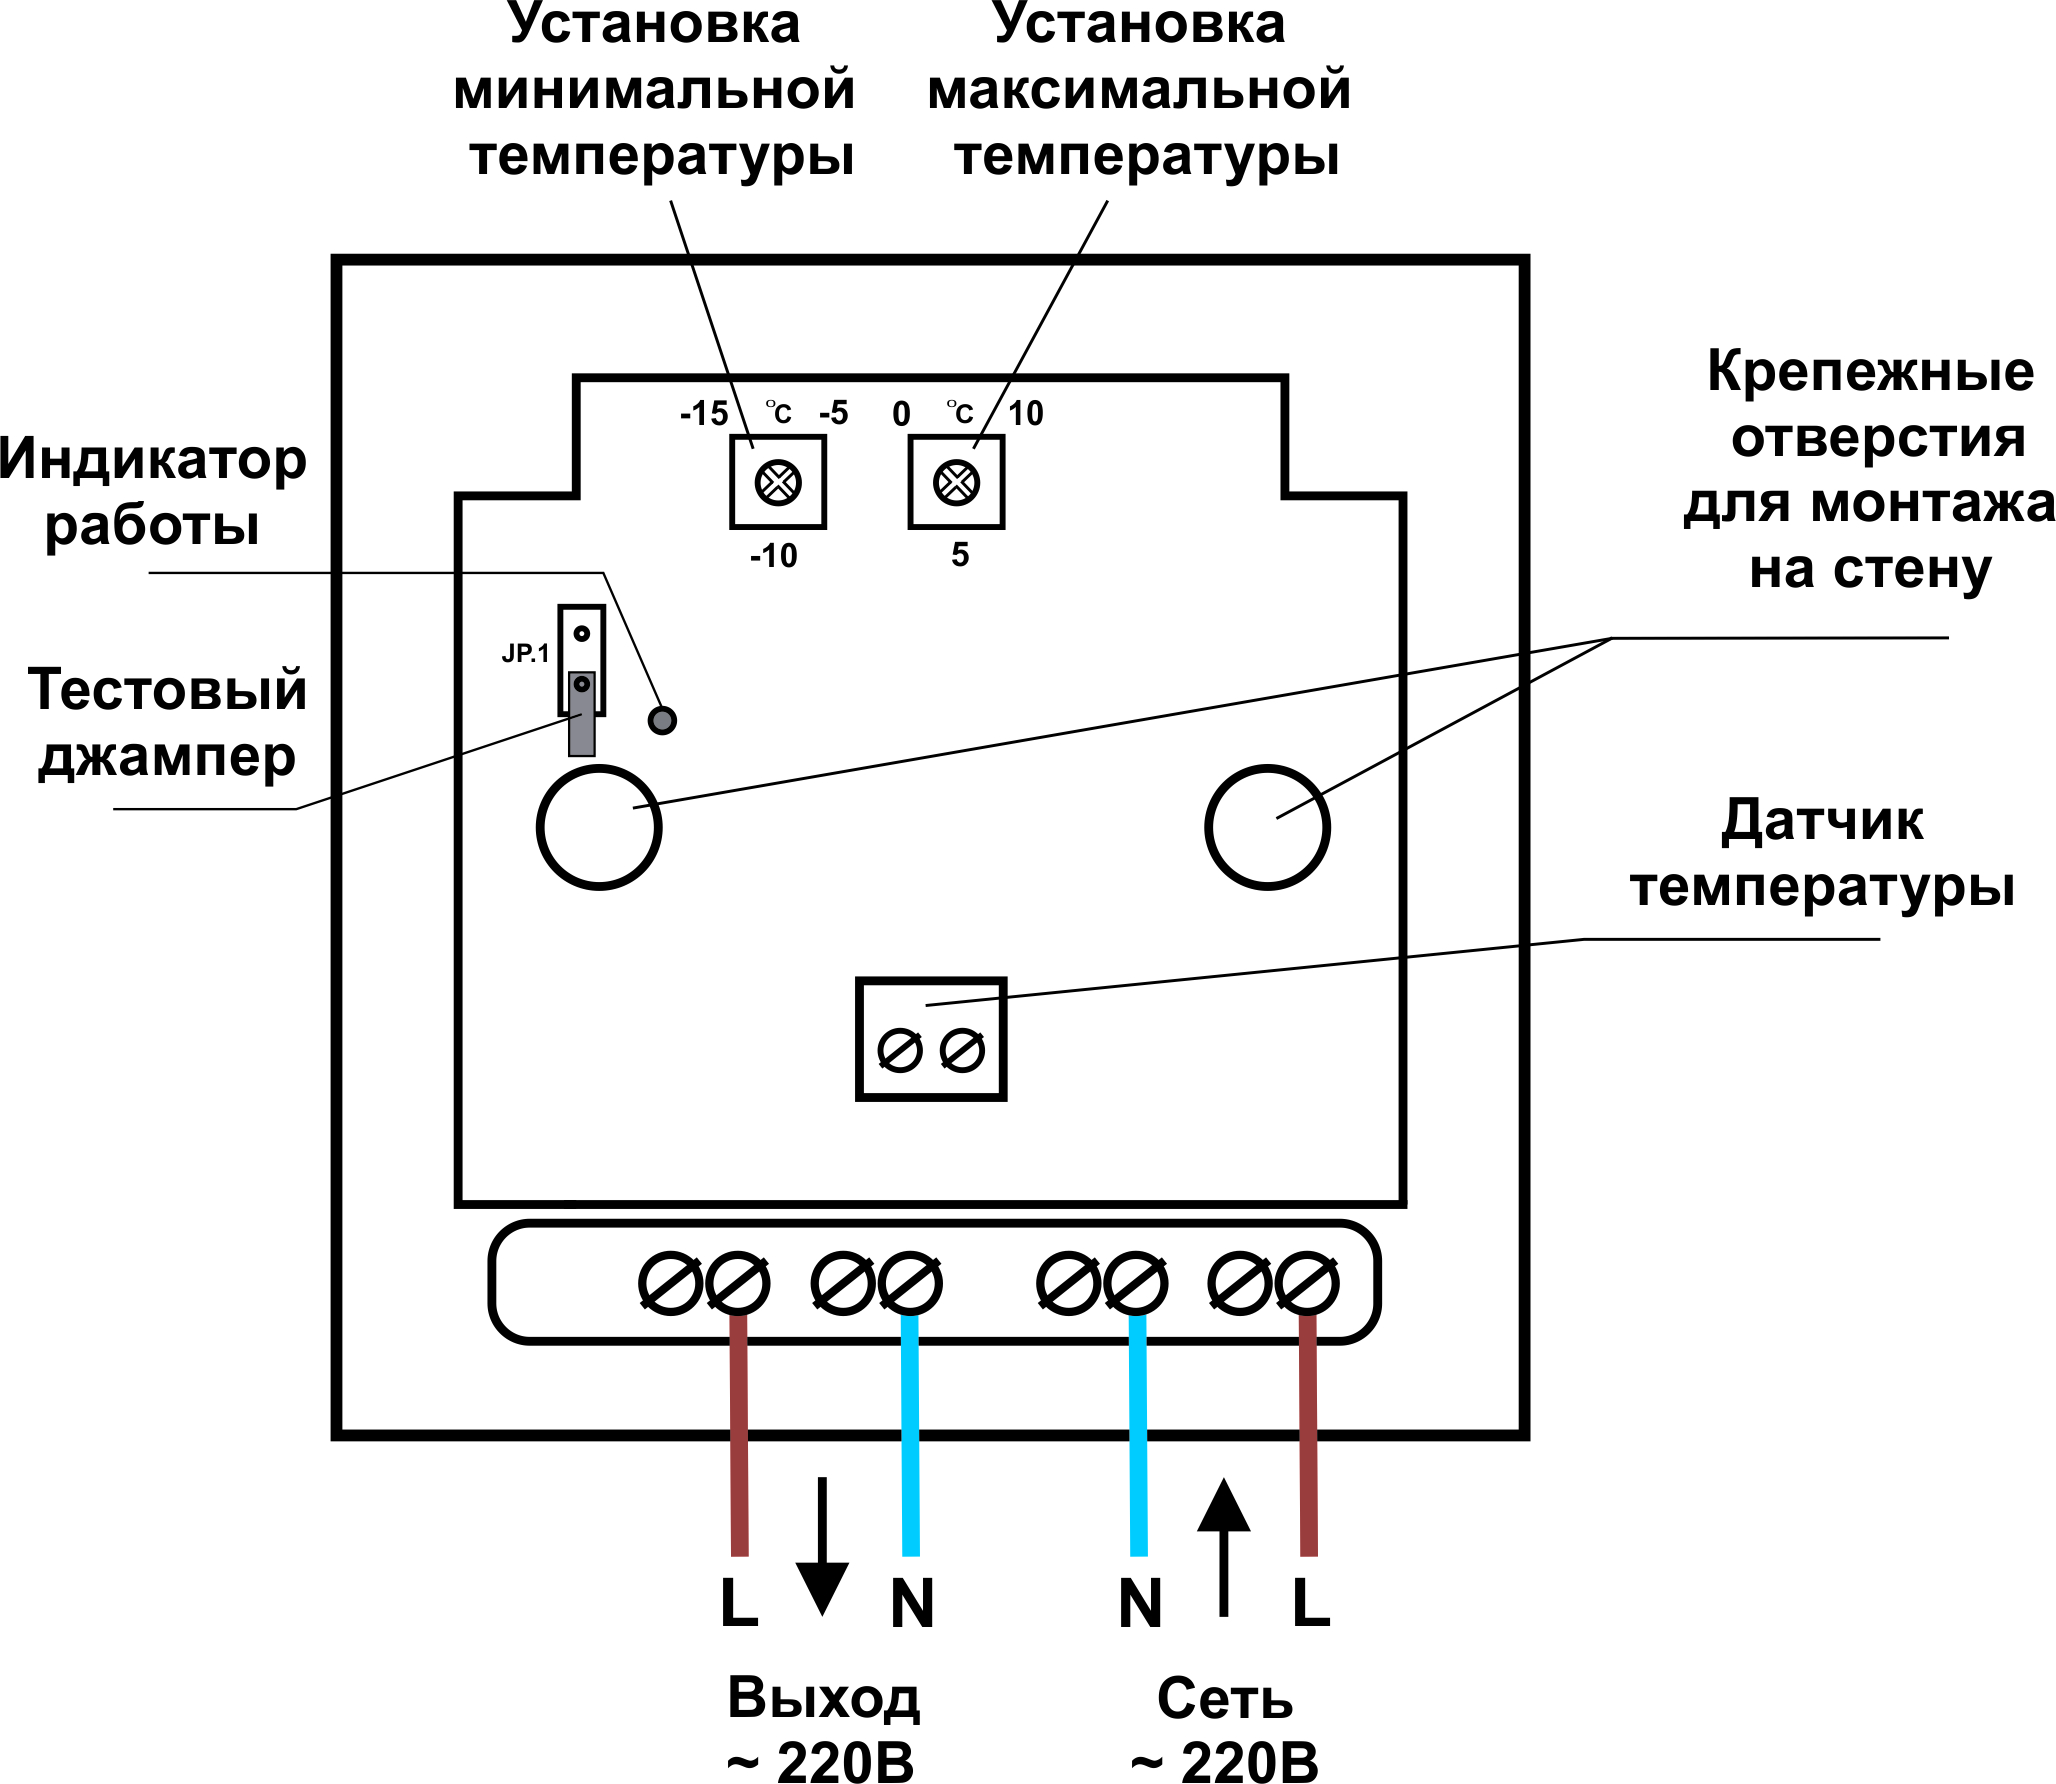 Установка
минимальной
температуры
Установка
максимальной
температуры
-15 °C -5
0 °C 10
-10
5
Индикатор
работы
JP.1
Тестовый
джампер
Крепежные
отверстия
для монтажа
на стену
Датчик
температуры
L N N L
Выход
~ 220В
Сеть
~ 220В